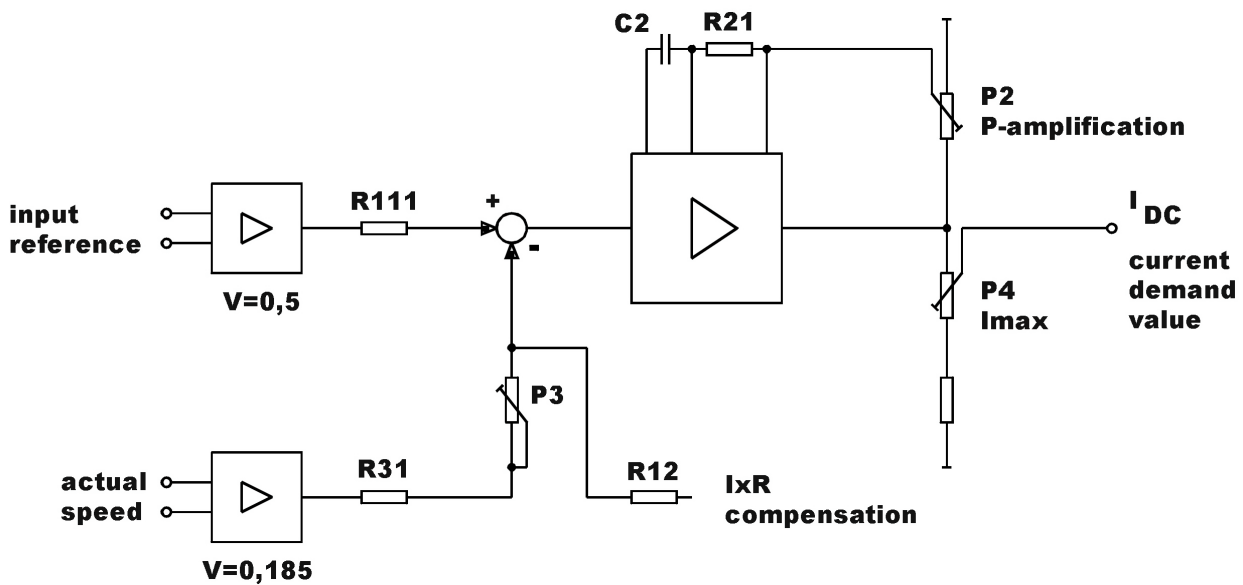 C2
R21
P2
P-amplification
R111
+
-
input
reference
V=0,5
I DC
current
demand
value
P4
Imax
P3
actual
speed
R31
R12
IxR
compensation
V=0,185